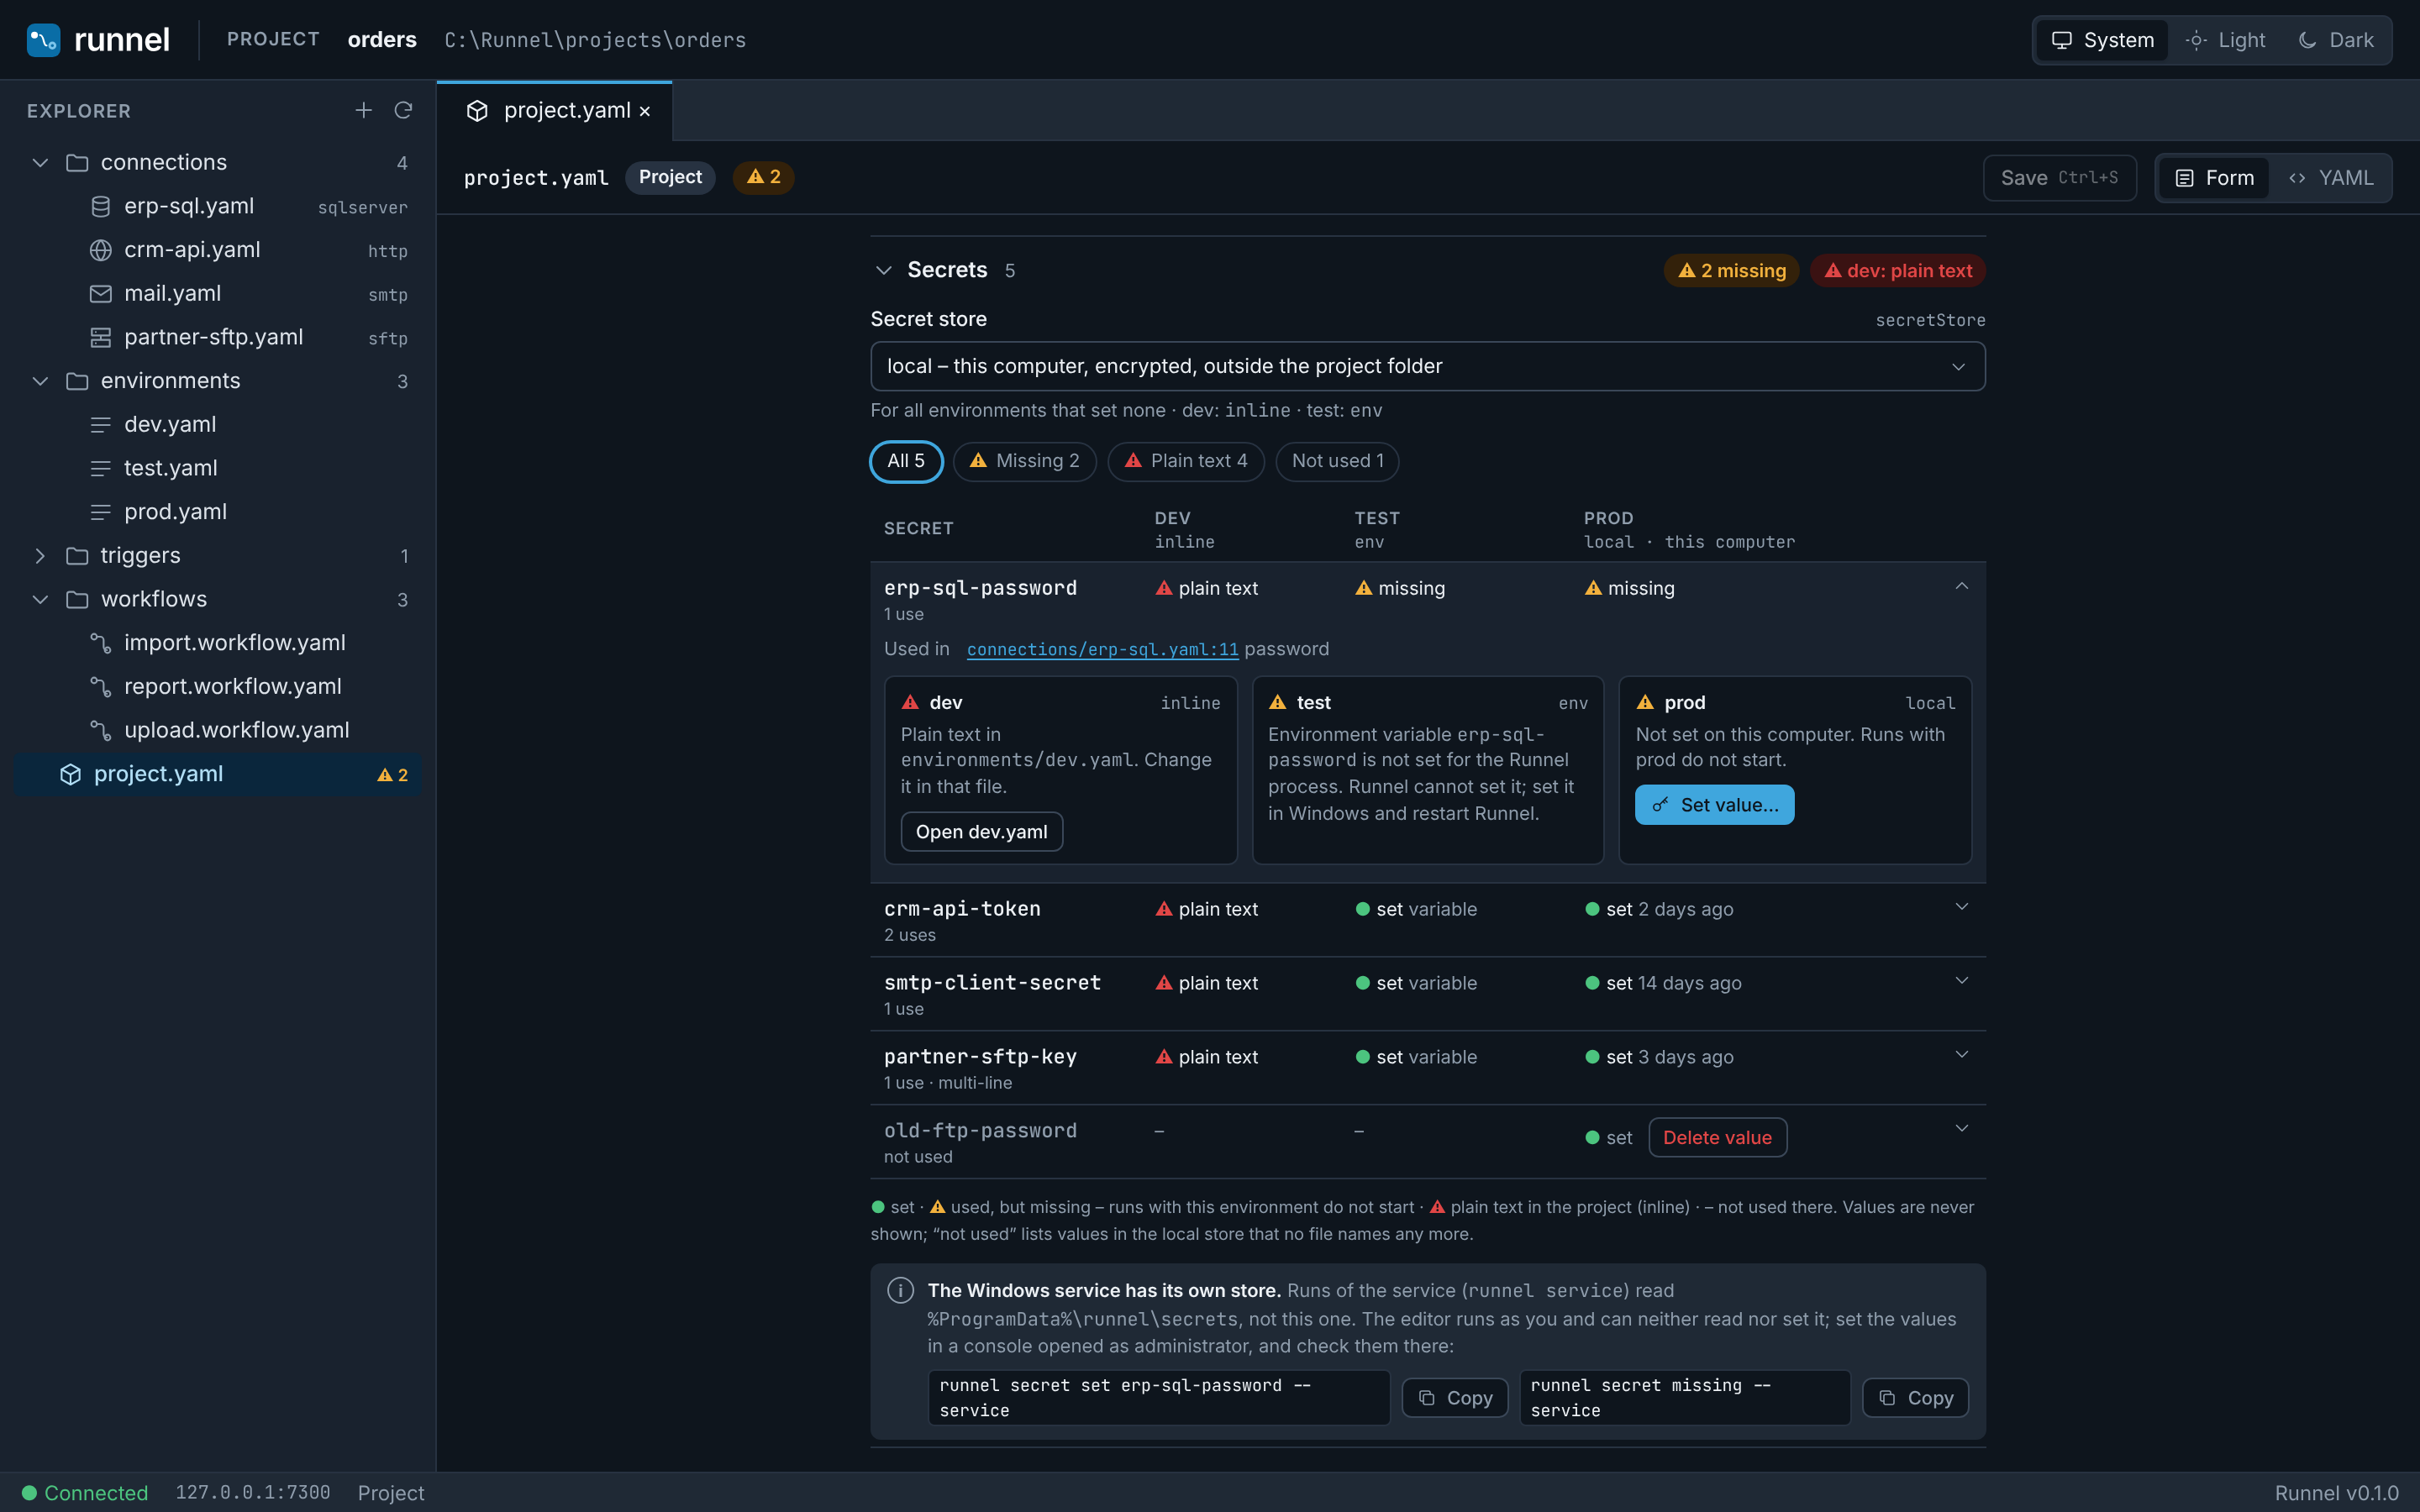 runnel PROJECT orders C:\Runnel\projects\orders System Light Dark
EXPLORER
connections 4
erp-sql.yaml sqlserver
crm-api.yaml http
mail.yaml smtp
partner-sftp.yaml sftp
environments 3
dev.yaml
test.yaml
prod.yaml
triggers 1
workflows 3
import.workflow.yaml
report.workflow.yaml
upload.workflow.yaml
project.yaml 2
project.yaml ×
project.yaml Project 2 Save Ctrl+S Form YAML
Secrets 5 2 missing dev: plain text
Secret store secretStore
local – this computer, encrypted, outside the project folder
For all environments that set none · dev: inline · test: env
All 5 Missing 2 Plain text 4 Not used 1
SECRET DEV TEST PROD
inline env local · this computer
erp-sql-password plain text missing missing
1 use
Used in connections/erp-sql.yaml:11 password
dev inline
Plain text in
environments/dev.yaml. Change
it in that file.
Open dev.yaml
test env
Environment variable erp-sql-
password is not set for the Runnel
process. Runnel cannot set it; set it
in Windows and restart Runnel.
prod local
Not set on this computer. Runs with
prod do not start.
Set value...
crm-api-token plain text set variable set 2 days ago
2 uses
smtp-client-secret plain text set variable set 14 days ago
1 use
partner-sftp-key plain text set variable set 3 days ago
1 use · multi-line
old-ftp-password – – set Delete value
not used
set · used, but missing – runs with this environment do not start · plain text in the project (inline) · – not used there. Values are never
shown; “not used” lists values in the local store that no file names any more.
The Windows service has its own store. Runs of the service (runnel service) read
%ProgramData%\runnel\secrets, not this one. The editor runs as you and can neither read nor set it; set the values
in a console opened as administrator, and check them there:
runnel secret set erp-sql-password --
service
Copy
runnel secret missing --
service
Copy
Connected 127.0.0.1:7300 Project Runnel v0.1.0